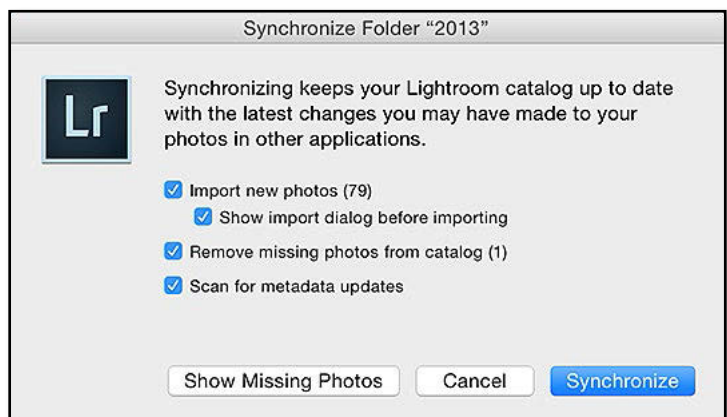 Synchronize Folder “2013”
Lr
Synchronizing keeps your Lightroom catalog up to date
with the latest changes you may have made to your
photos in other applications.
Import new photos (79)
Show import dialog before importing
Remove missing photos from catalog (1)
Scan for metadata updates
Show Missing Photos Cancel Synchronize